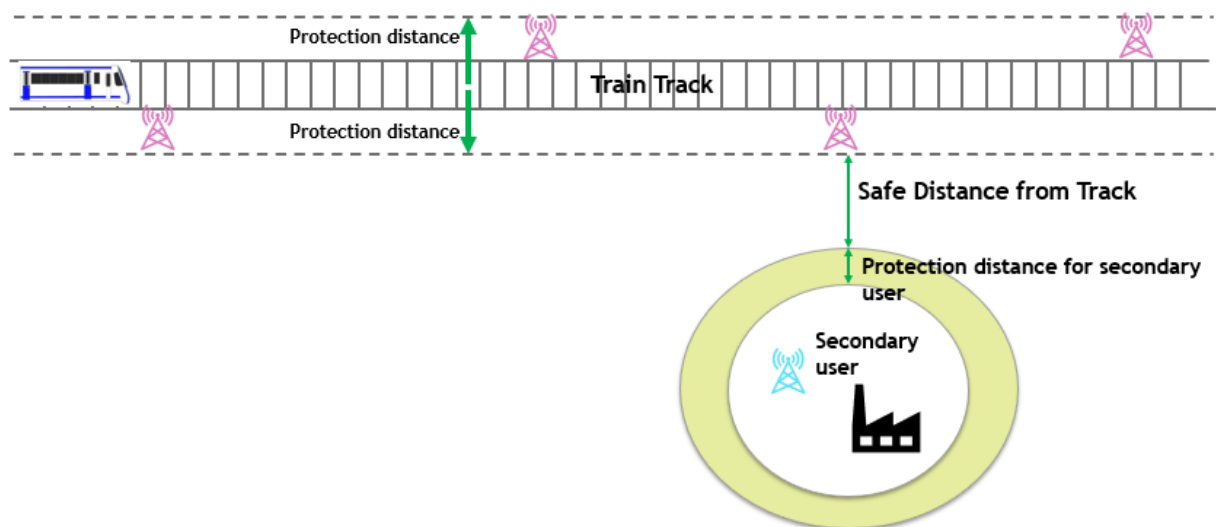 Protection distance
Train Track
Protection distance
Safe Distance from Track
Protection distance for secondary
user
Secondary
user